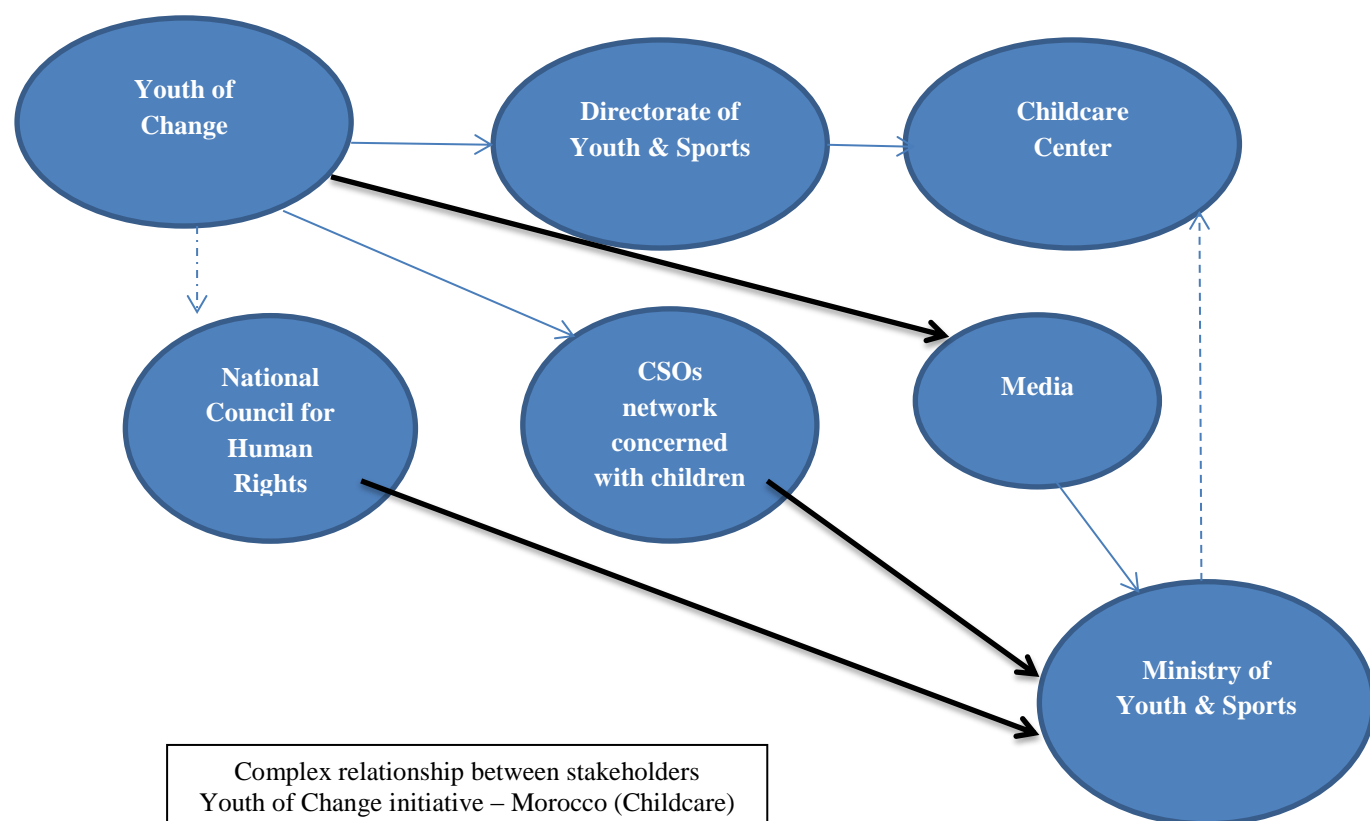 Youth of
Change
Directorate of
Youth & Sports
Childcare
Center
National
Council for
Human
Rights
CSOs
network
concerned
with children
Media
Ministry of
Youth & Sports
Complex relationship between stakeholders
Youth of Change initiative – Morocco (Childcare)